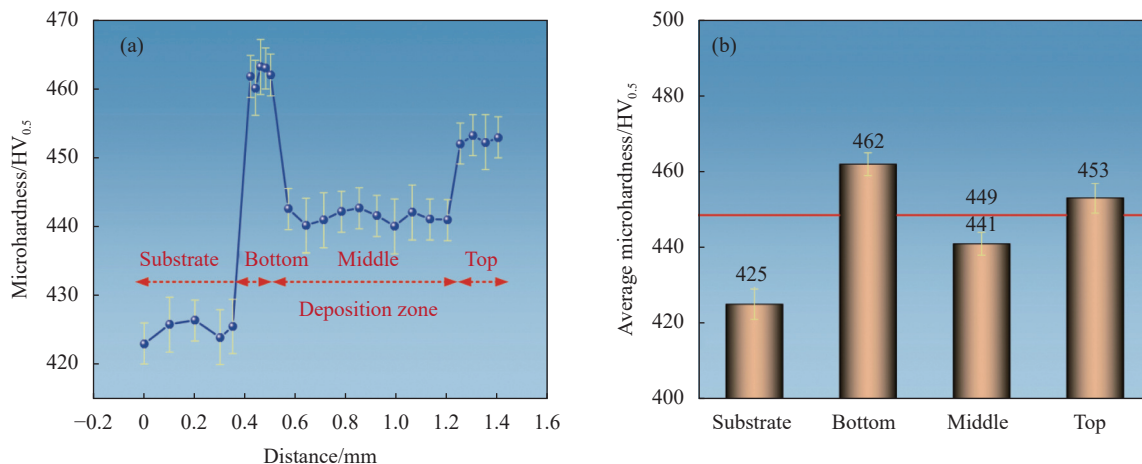 (a)
Microhardness/HV0.5
470
460
450
440
430
420
Substrate Bottom Middle Top
Deposition zone
−0.2 0 0.2 0.4 0.6 0.8 1.0 1.2 1.4 1.6
Distance/mm
(b)
Average microhardness/HV0.5
500
480
460
440
420
400
425
462
449
441
453
Substrate Bottom Middle Top